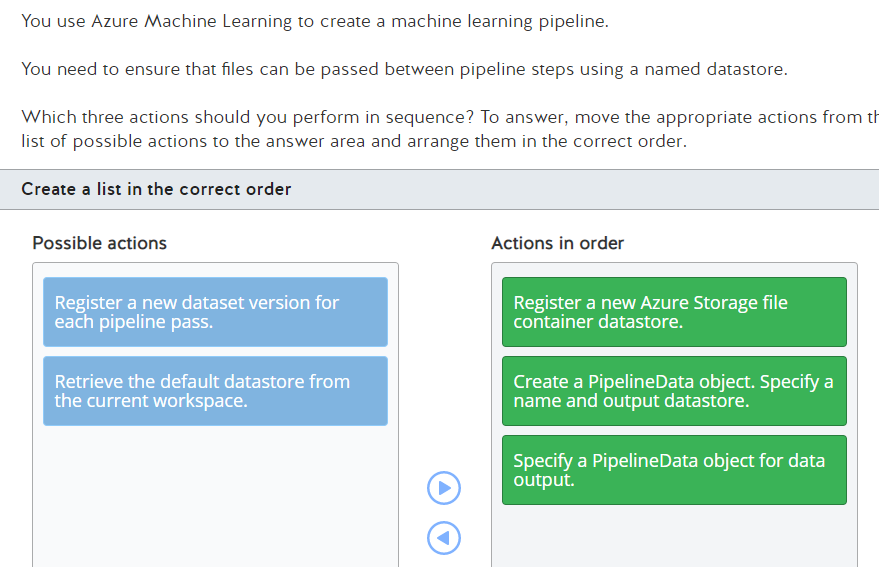 You use Azure Machine Learning to create a machine learning pipeline.
You need to ensure that files can be passed between pipeline steps using a named datastore.
Which three actions should you perform in sequence? To answer, move the appropriate actions from th
list of possible actions to the answer area and arrange them in the correct order.
Create a list in the correct order
Possible actions
Register a new dataset version for
each pipeline pass.
Retrieve the default datastore from
the current workspace.
Actions in order
Register a new Azure Storage file
container datastore.
Create a PipelineData object. Specify a
name and output datastore.
Specify a PipelineData object for data
output.